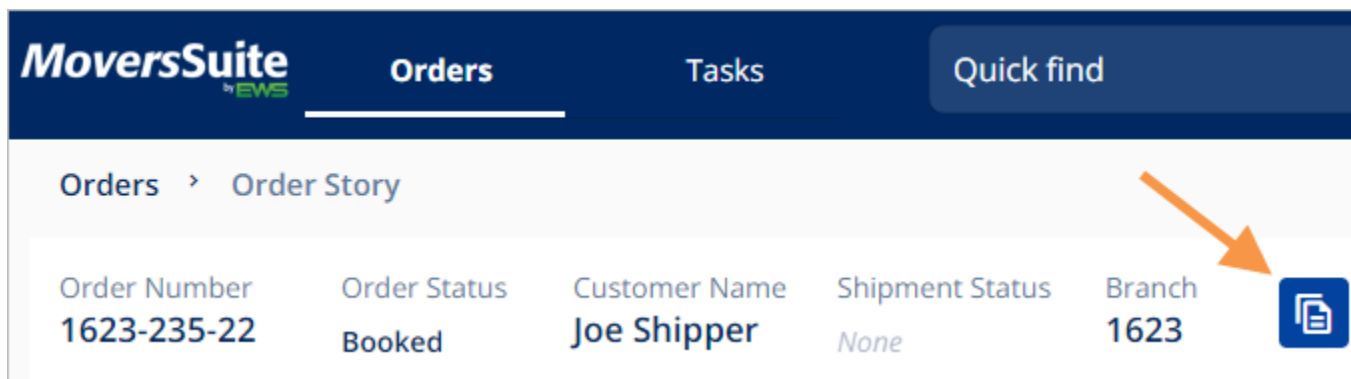 MoversSuite
by EWS
Orders
Tasks
Quick find
Orders > Order Story
Order Number
1623-235-22
Order Status
Booked
Customer Name
Joe Shipper
Shipment Status
None
Branch
1623